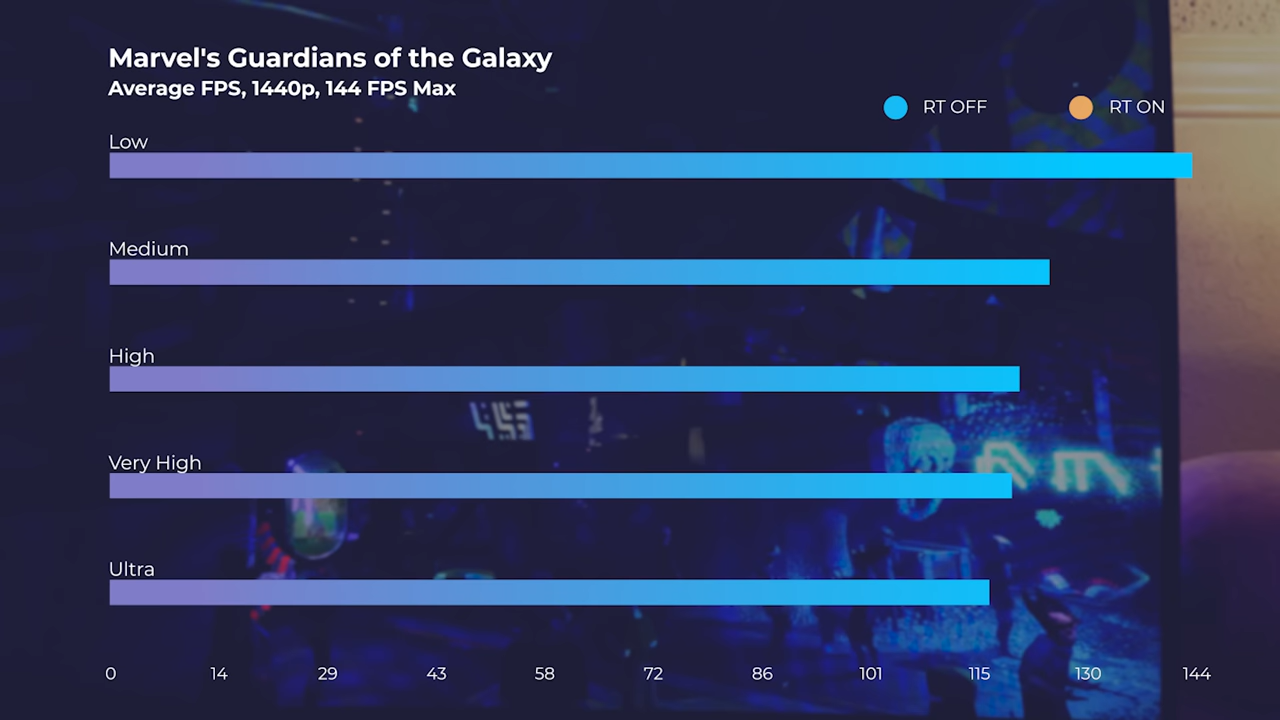 Marvel's Guardians of the Galaxy
Average FPS, 1440p, 144 FPS Max
RT OFF RT ON
Low
Medium
High
Very High
Ultra
0 14 29 43 58 72 86 101 115 130 144